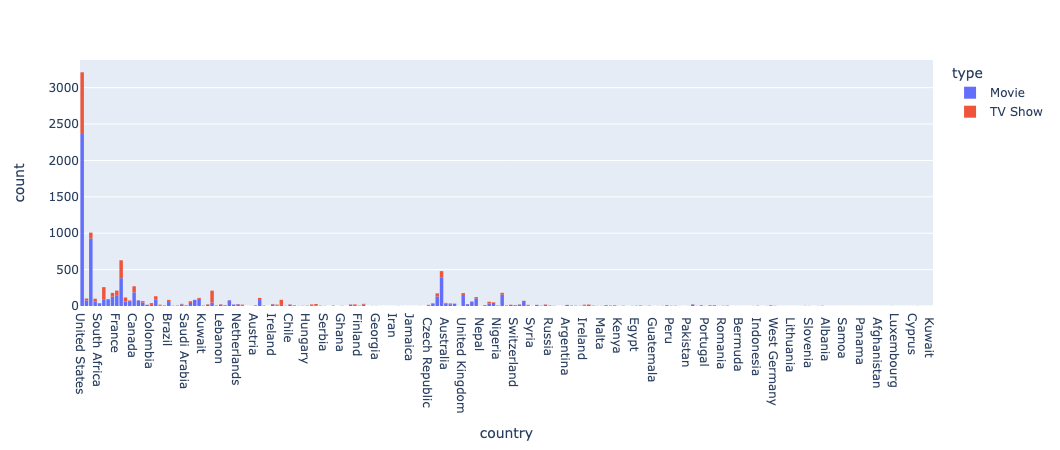 type
Movie
TV Show
count
3000
2500
2000
1500
1000
500
0
United States
South Africa
France
Canada
Colombia
Brazil
Saudi Arabia
Kuwait
Lebanon
Netherlands
Austria
Ireland
Chile
Hungary
Serbia
Ghana
Finland
Iran
Georgia
Jamaica
Czech Republic
Australia
United Kingdom
Nepal
Nigeria
Switzerland
Syria
Russia
Argentina
Ireland
Malta
Kenya
Egypt
Guatemala
Peru
Pakistan
Portugal
Romania
Bermuda
Indonesia
West Germany
Lithuania
Slovenia
Albania
Samoa
Panama
Afghanistan
Luxembourg
Cyprus
Kuwait
country